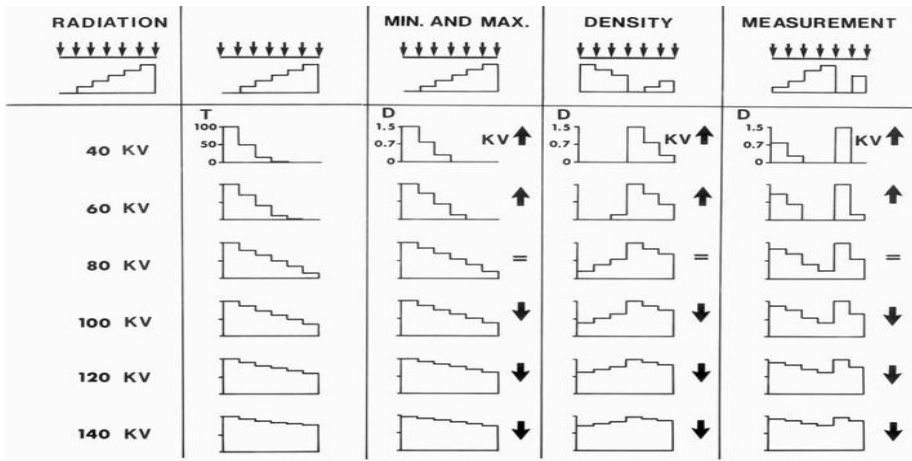 RADIATION MIN. AND MAX. DENSITY MEASUREMENT
T D D D
100 1.5 1.5 1.5
40 KV 50 0.7 KV 0.7 KV 0.7 KV
0 0 0 0
60 KV
= = =
80 KV
100 KV
120 KV
140 KV